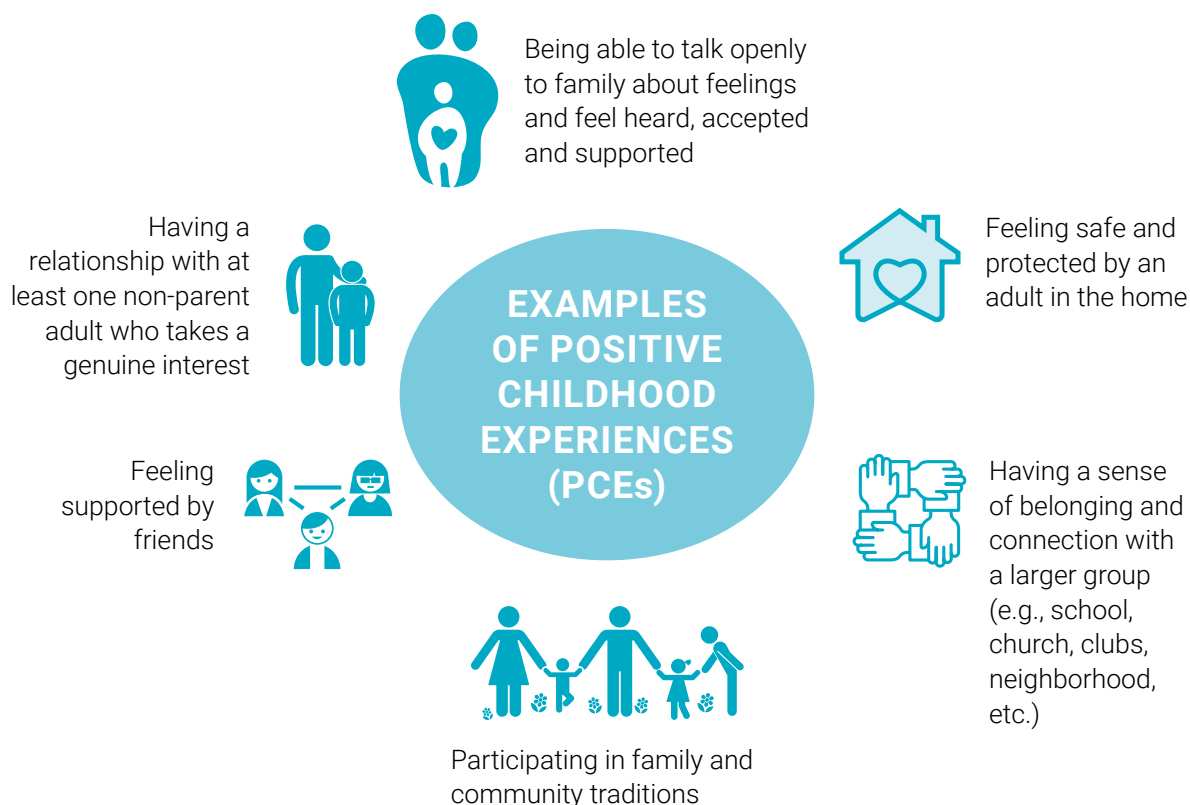 Being able to talk openly
to family about feelings
and feel heard, accepted
and supported
Having a
relationship with at
least one non-parent
adult who takes a
genuine interest
EXAMPLES
OF POSITIVE
CHILDHOOD
EXPERIENCES
(PCEs)
Feeling safe and
protected by an
adult in the home
Feeling
supported by
friends
Having a sense
of belonging and
connection with
a larger group
(e.g., school,
church, clubs,
neighborhood,
etc.)
Participating in family and
community traditions